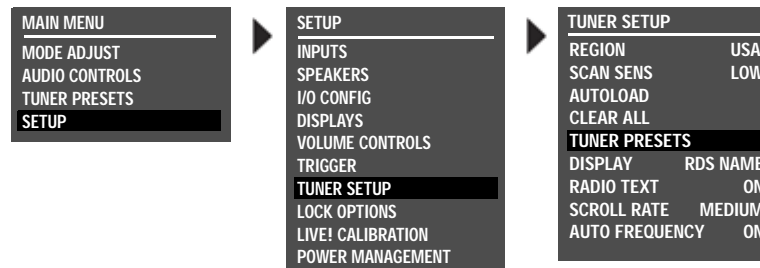 MAIN MENU
MODE ADJUST
AUDIO CONTROLS
TUNER PRESETS
SETUP
SETUP
INPUTS
SPEAKERS
I/O CONFIG
DISPLAYS
VOLUME CONTROLS
TRIGGER
TUNER SETUP
LOCK OPTIONS
LIVE! CALIBRATION
POWER MANAGEMENT
TUNER SETUP
REGION USA
SCAN SENS LOW
AUTOLOAD
CLEAR ALL
TUNER PRESETS
DISPLAY RDS NAME
RADIO TEXT ON
SCROLL RATE MEDIUM
AUTO FREQUENCY ON